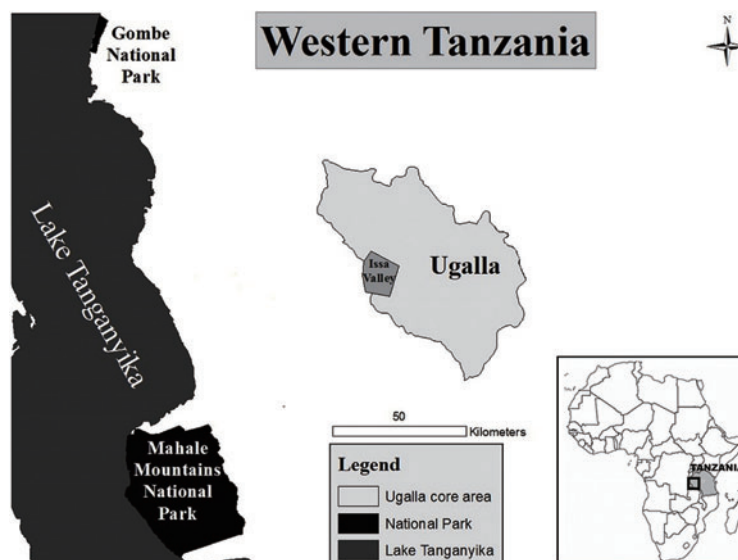 Western Tanzania
Gombe
National
Park
N
Lake Tanganyika
Issa
Valley
Ugalla
Mahale
Mountains
National
Park
50
Kilometers
Legend
Ugalla core area
National Park
Lake Tanganyika
TANZANIA